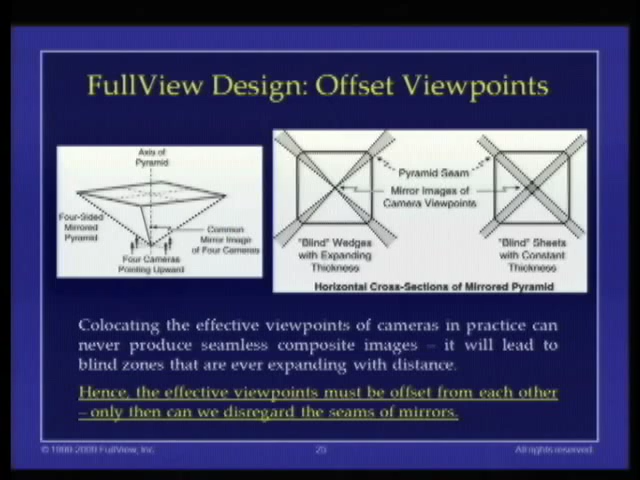 FullView Design: Offset Viewpoints
Axis of
Pyramid
Four-Sided
Mirrored
Pyramid
Common
Mirror Image
of Four Cameras
Four Cameras
Pointing Upward
Pyramid Seam
Mirror Images of
Camera Viewpoints
"Blind" Wedges
with Expanding
Thickness
"Blind" Sheets
with Constant
Thickness
Horizontal Cross-Sections of Mirrored Pyramid
Colocating the effective viewpoints of cameras in practice can
never produce seamless composite images – it will lead to
blind zones that are ever expanding with distance.
Hence, the effective viewpoints must be offset from each other
– only then can we disregard the seams of mirrors.
FullView, Inc.
20
All rights reserved